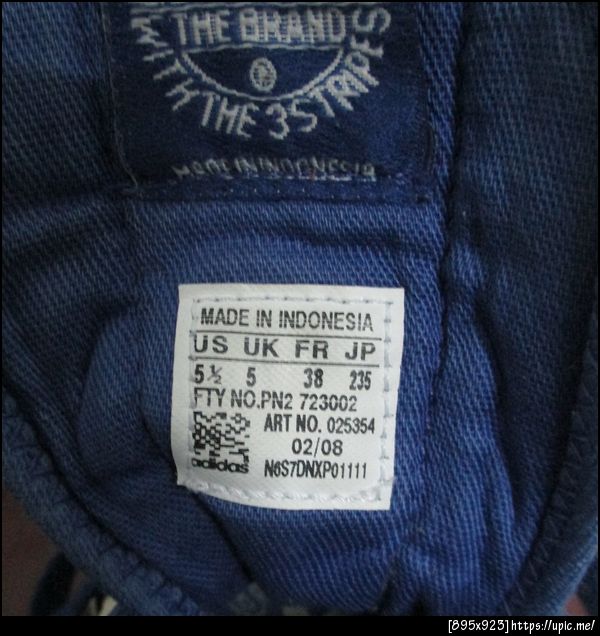 THE BRAND
WITH THE 3 STRIPES
MADE IN INDONESIA
MADE IN INDONESIA
US UK FR JP
5½ 5 38 235
FTY NO.PN2 723002
ART NO. 025354
02/08
adidas N6S7DNXP01111
[895x923]https://upic.me/